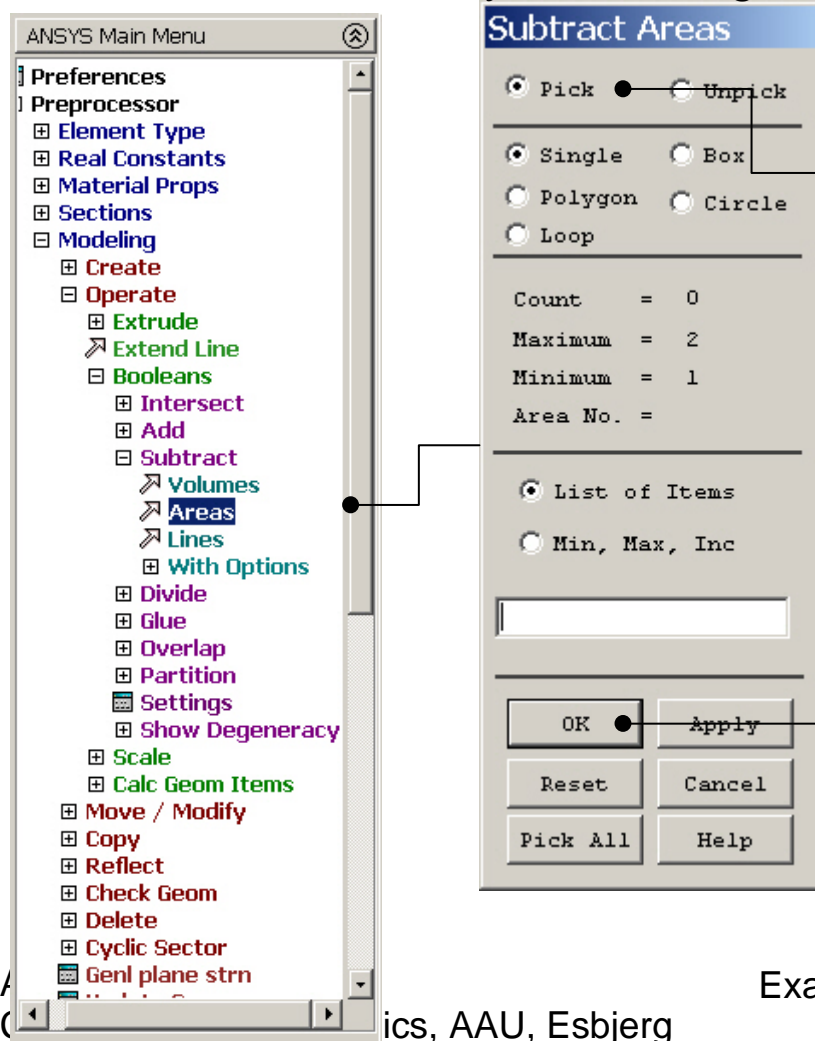 ANSYS Main Menu
Preferences
Preprocessor
Element Type
Real Constants
Material Props
Sections
Modeling
Create
Operate
Extrude
Extend Line
Booleans
Intersect
Add
Subtract
Volumes
Areas
Lines
With Options
Divide
Glue
Overlap
Partition
Settings
Show Degeneracy
Scale
Calc Geom Items
Move / Modify
Copy
Reflect
Check Geom
Delete
Cyclic Sector
Genl plane strn
Subtract Areas
Pick Unpick
Single Box
Polygon Circle
Loop
Count = 0
Maximum = 2
Minimum = 1
Area No. =
List of Items
Min, Max, Inc
OK Apply
Reset Cancel
Pick All Help
Exa
ics, AAU, Esbjerg